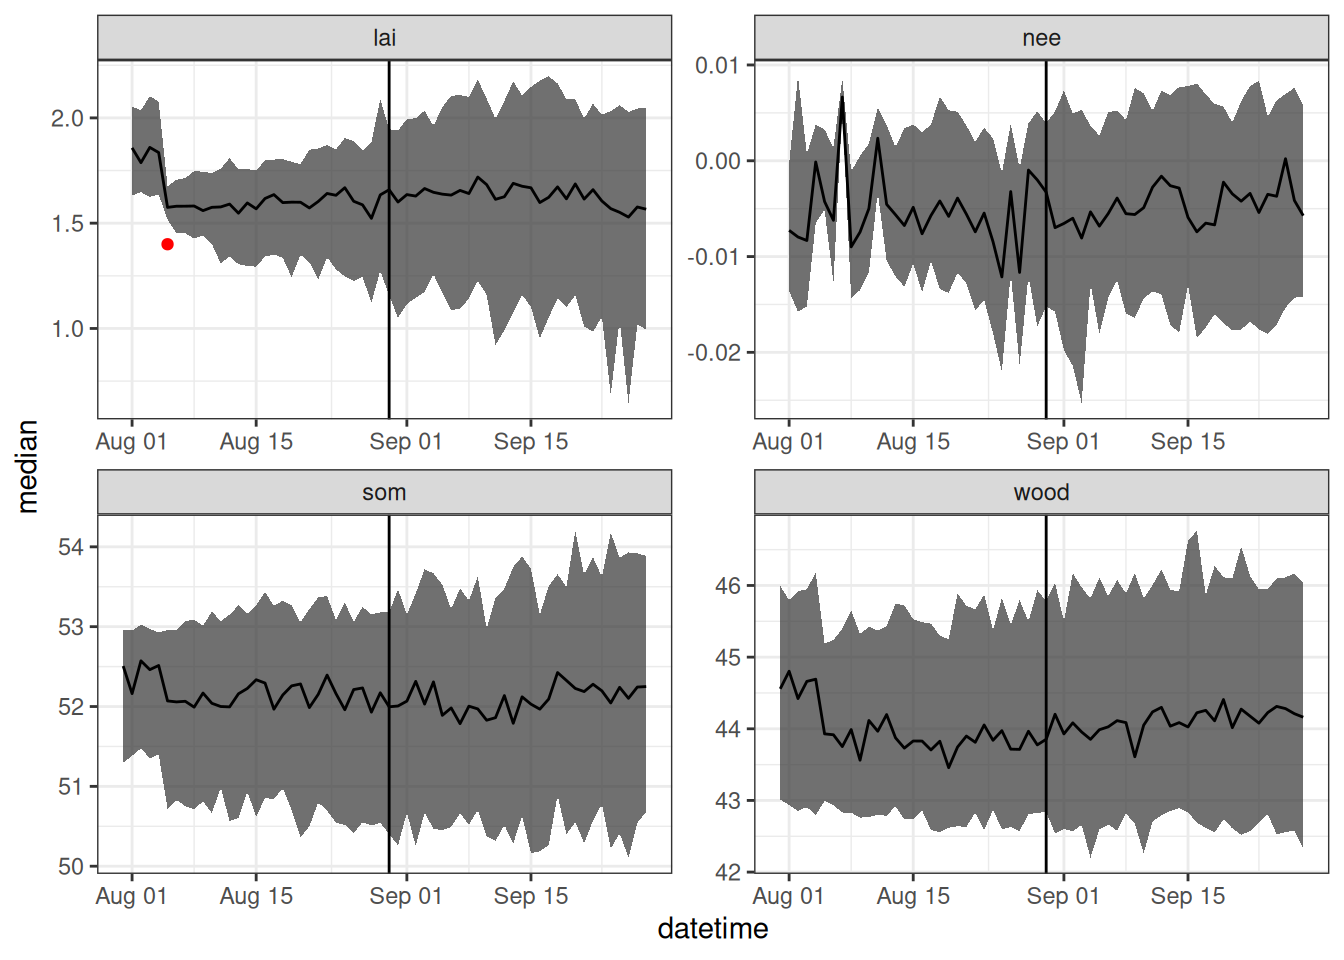 lai
nee
2.0
1.5
1.0
0.01
0.00
-0.01
-0.02
Aug 01 Aug 15 Sep 01 Sep 15
Aug 01 Aug 15 Sep 01 Sep 15
median
som
wood
54
53
52
51
50
46
45
44
43
42
Aug 01 Aug 15 Sep 01 Sep 15
Aug 01 Aug 15 Sep 01 Sep 15
datetime